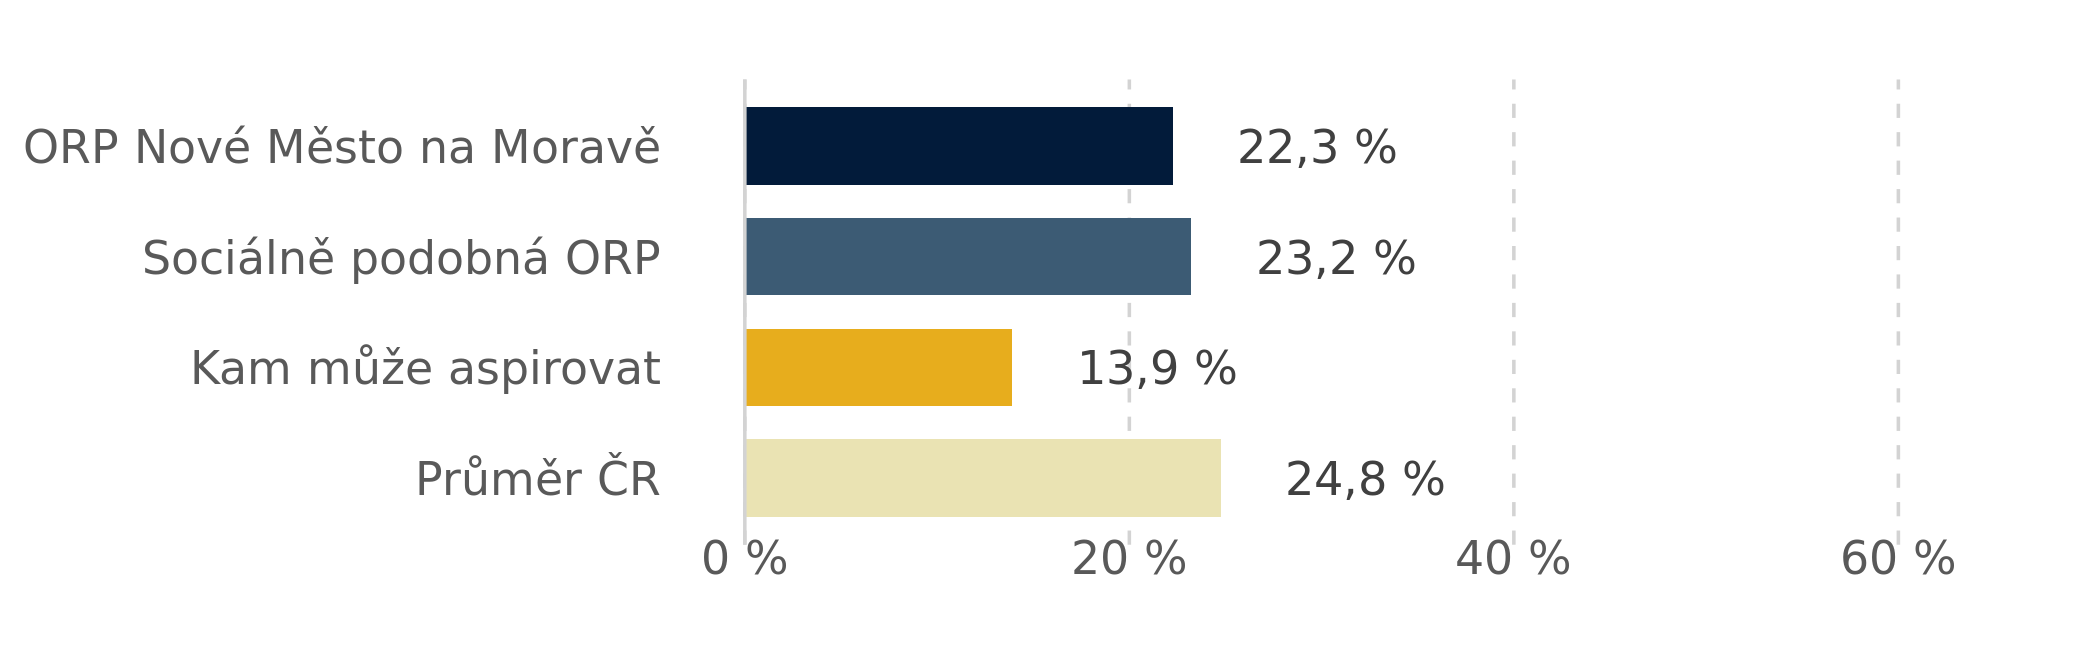 ORP Nové Město na Moravě 22,3 %
Sociálně podobná ORP 23,2 %
Kam může aspirovat 13,9 %
Průměr ČR 24,8 %
0 % 20 % 40 % 60 %